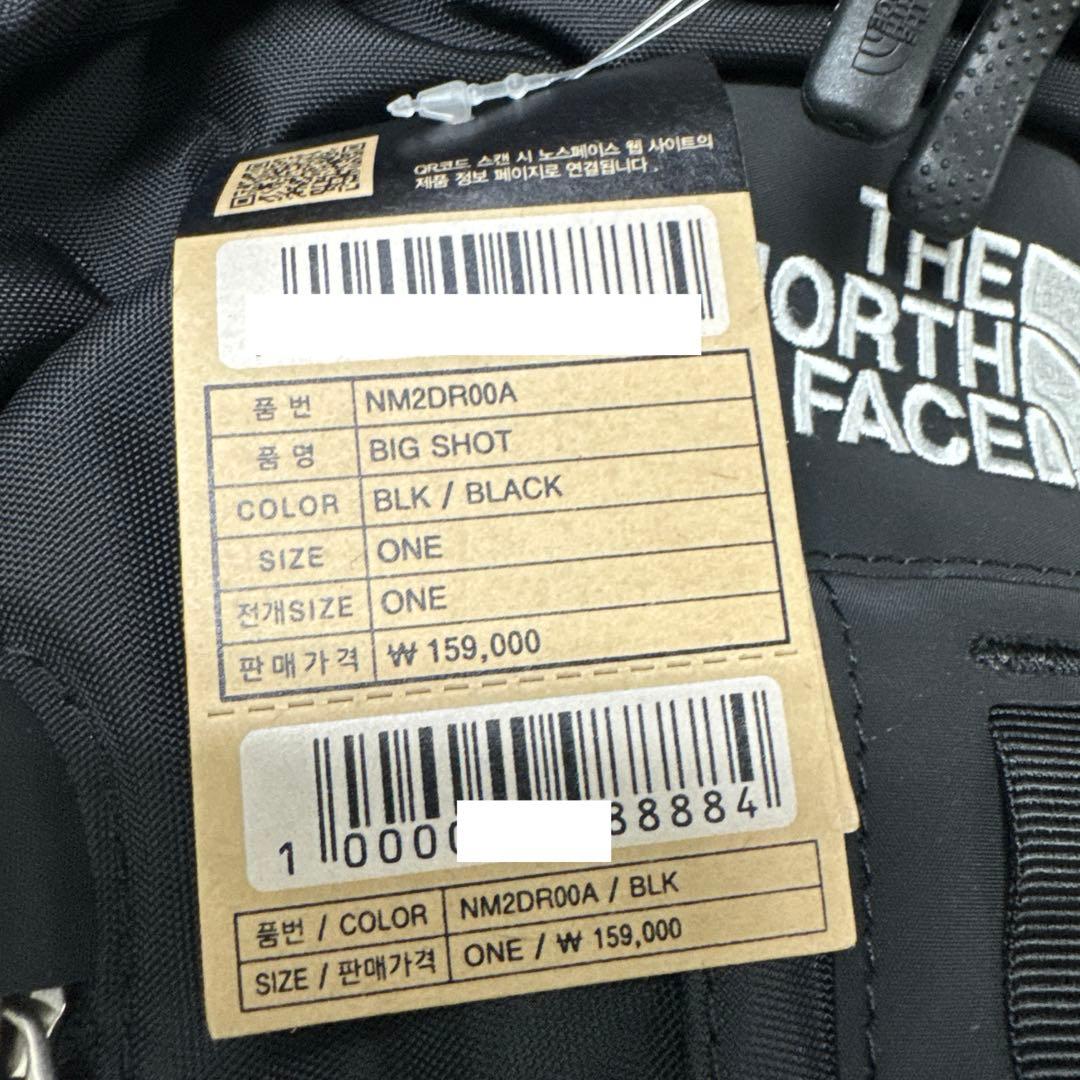 QR코드 스캔 시 노스페이스 웹 사이트의
제품 정보 페이지로 연결됩니다.
THE
NORTH
FACE
품 번 NM2DR00A
품 명 BIG SHOT
COLOR BLK / BLACK
SIZE ONE
전개SIZE ONE
판매가격 ₩ 159,000
1 0000 88884
품번 / COLOR NM2DR00A / BLK
SIZE / 판매가격 ONE / ₩ 159,000